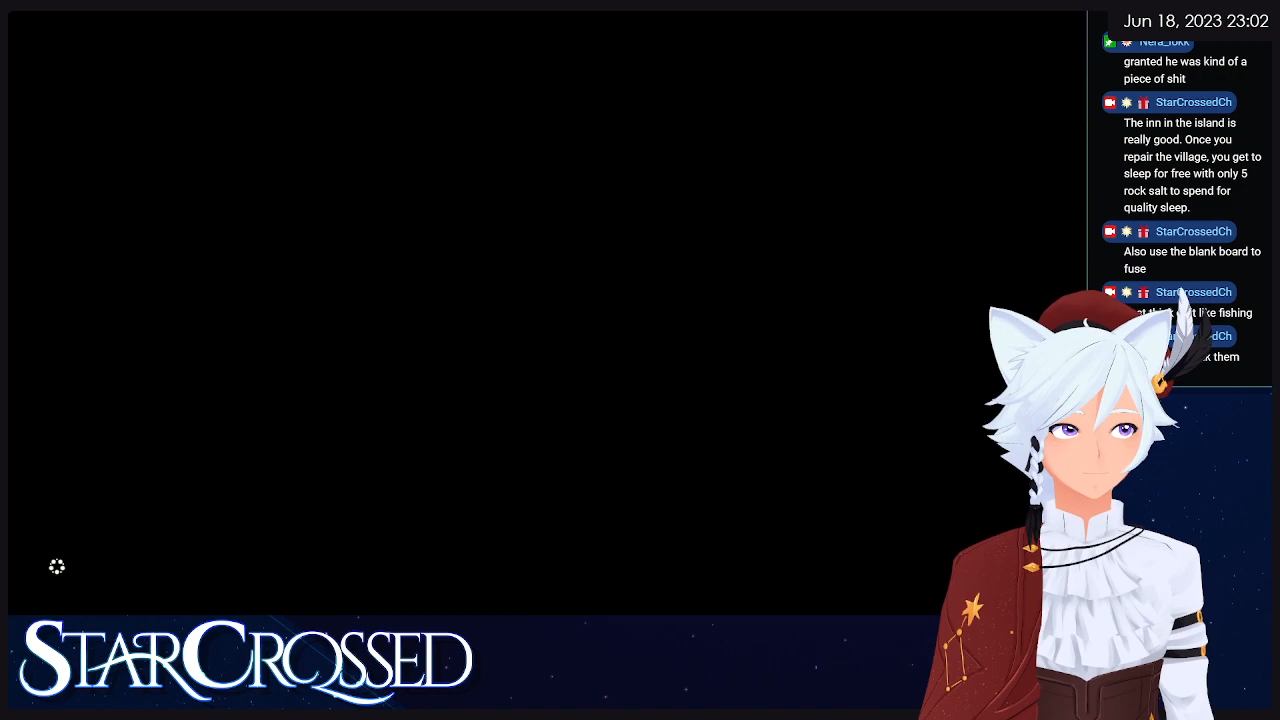 Jun 18, 2023 23:02
Nera_lokk
granted he was kind of a
piece of shit
StarCrossedCh
The inn in the island is
really good. Once you
repair the village, you get to
sleep for free with only 5
rock salt to spend for
quality sleep.
StarCrossedCh
Also use the blank board to
fuse
StarCrossedCh
like fishing
them
STARCROSSED